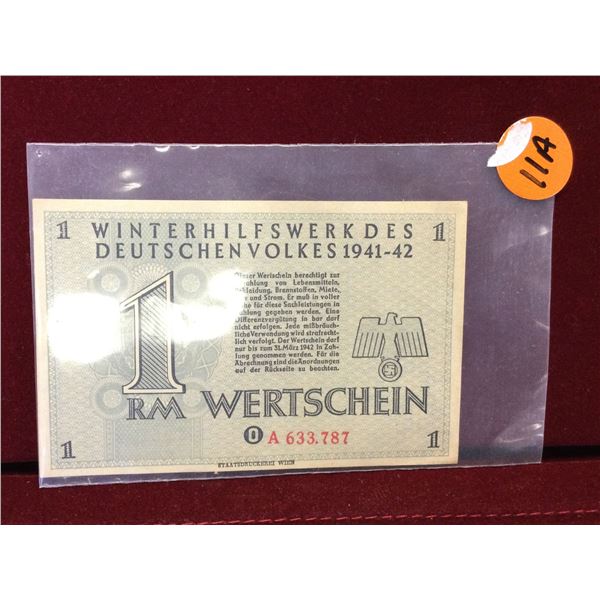 11A
1 WINTERHILFSWERK DES 1
DEUTSCHEN VOLKES 1941-42
Dieser Wertschein berechtigt zur
Zahlung von Lebensmitteln,
Bekleidung, Brennstoffen, Miete,
und Strom. Er muß in voller
Höhe für diese Sachleistungen in
Zahlung gegeben werden. Eine
Differenzvergütung in bar darf
nicht erfolgen. Jede mißbräuch-
liche Verwendung wird strafrecht-
lich verfolgt. Der Wertschein darf
nur bis zum 31. März 1942 in Zah-
lung genommen werden. Für die
Abrechnung sind die Anordnungen
auf der Rückseite zu beachten.
1
RM WERTSCHEIN
O A 633.787
1 1
STAATSDRUCKEREI WIEN